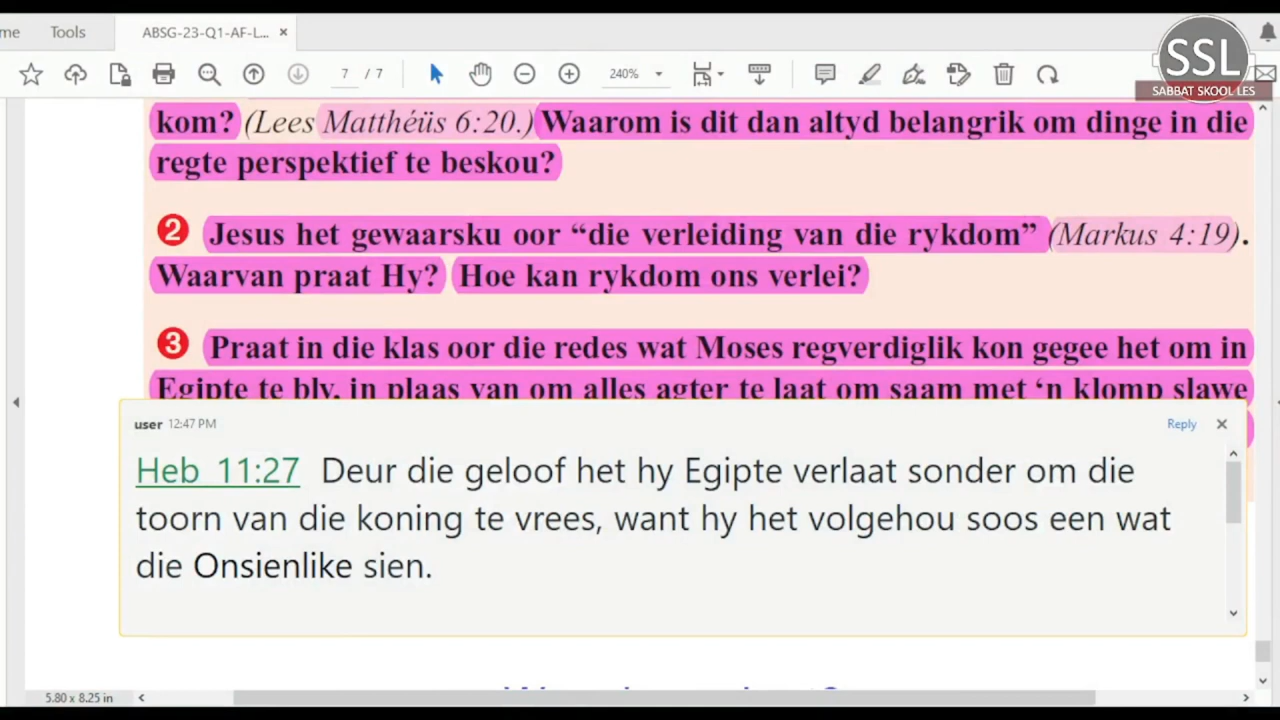 me Tools ABSG-23-Q1-AF-L... ×
SSL
SABBAT SKOOL LES
7 / 7 240%
kom? (Lees Matthéüs 6:20.) Waarom is dit dan altyd belangrik om dinge in die
regte perspektief te beskou?
2 Jesus het gewaarsku oor “die verleiding van die rykdom” (Markus 4:19).
Waarvan praat Hy? Hoe kan rykdom ons verlei?
3 Praat in die klas oor die redes wat Moses regverdiglik kon gegee het om in
Egipte te bly, in plaas van om alles agter te laat om saam met ‘n klomp slawe
user 12:47 PM Reply ×
Heb 11:27 Deur die geloof het hy Egipte verlaat sonder om die
toorn van die koning te vrees, want hy het volgehou soos een wat
die Onsienlike sien.
5.80 x 8.25 in